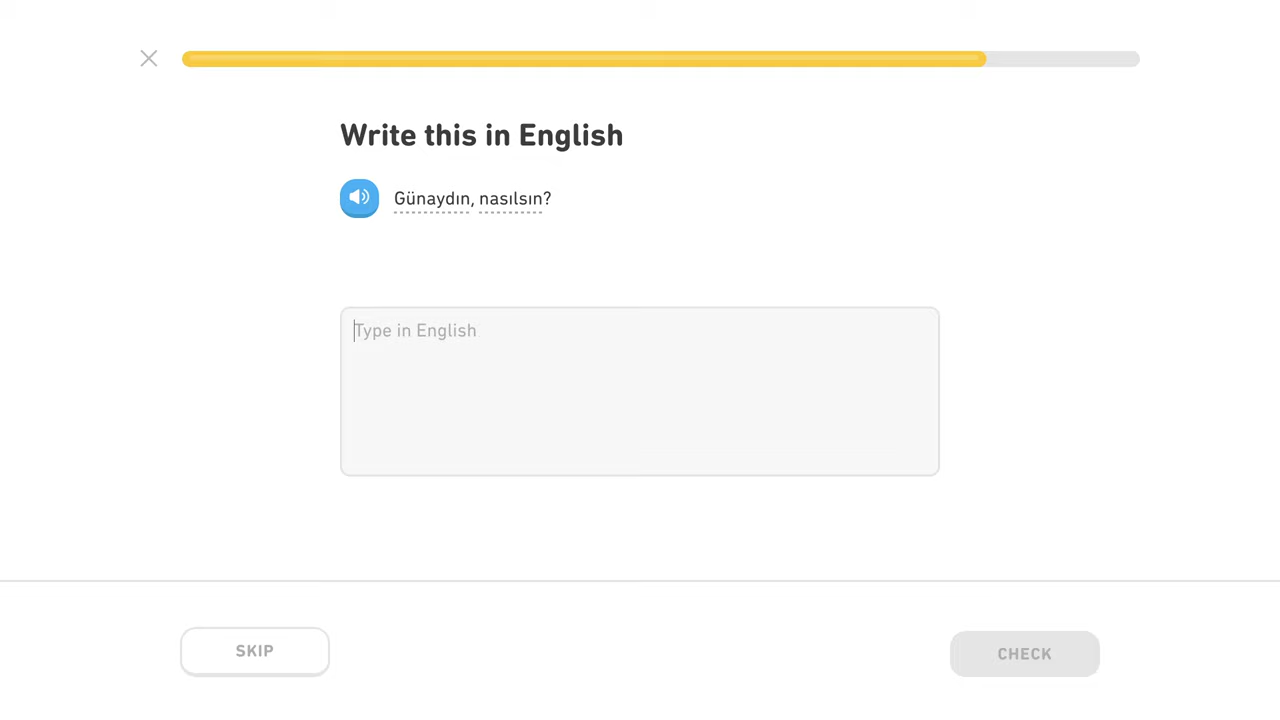 Write this in English
Günaydın, nasılsın?
Type in English
SKIP
CHECK